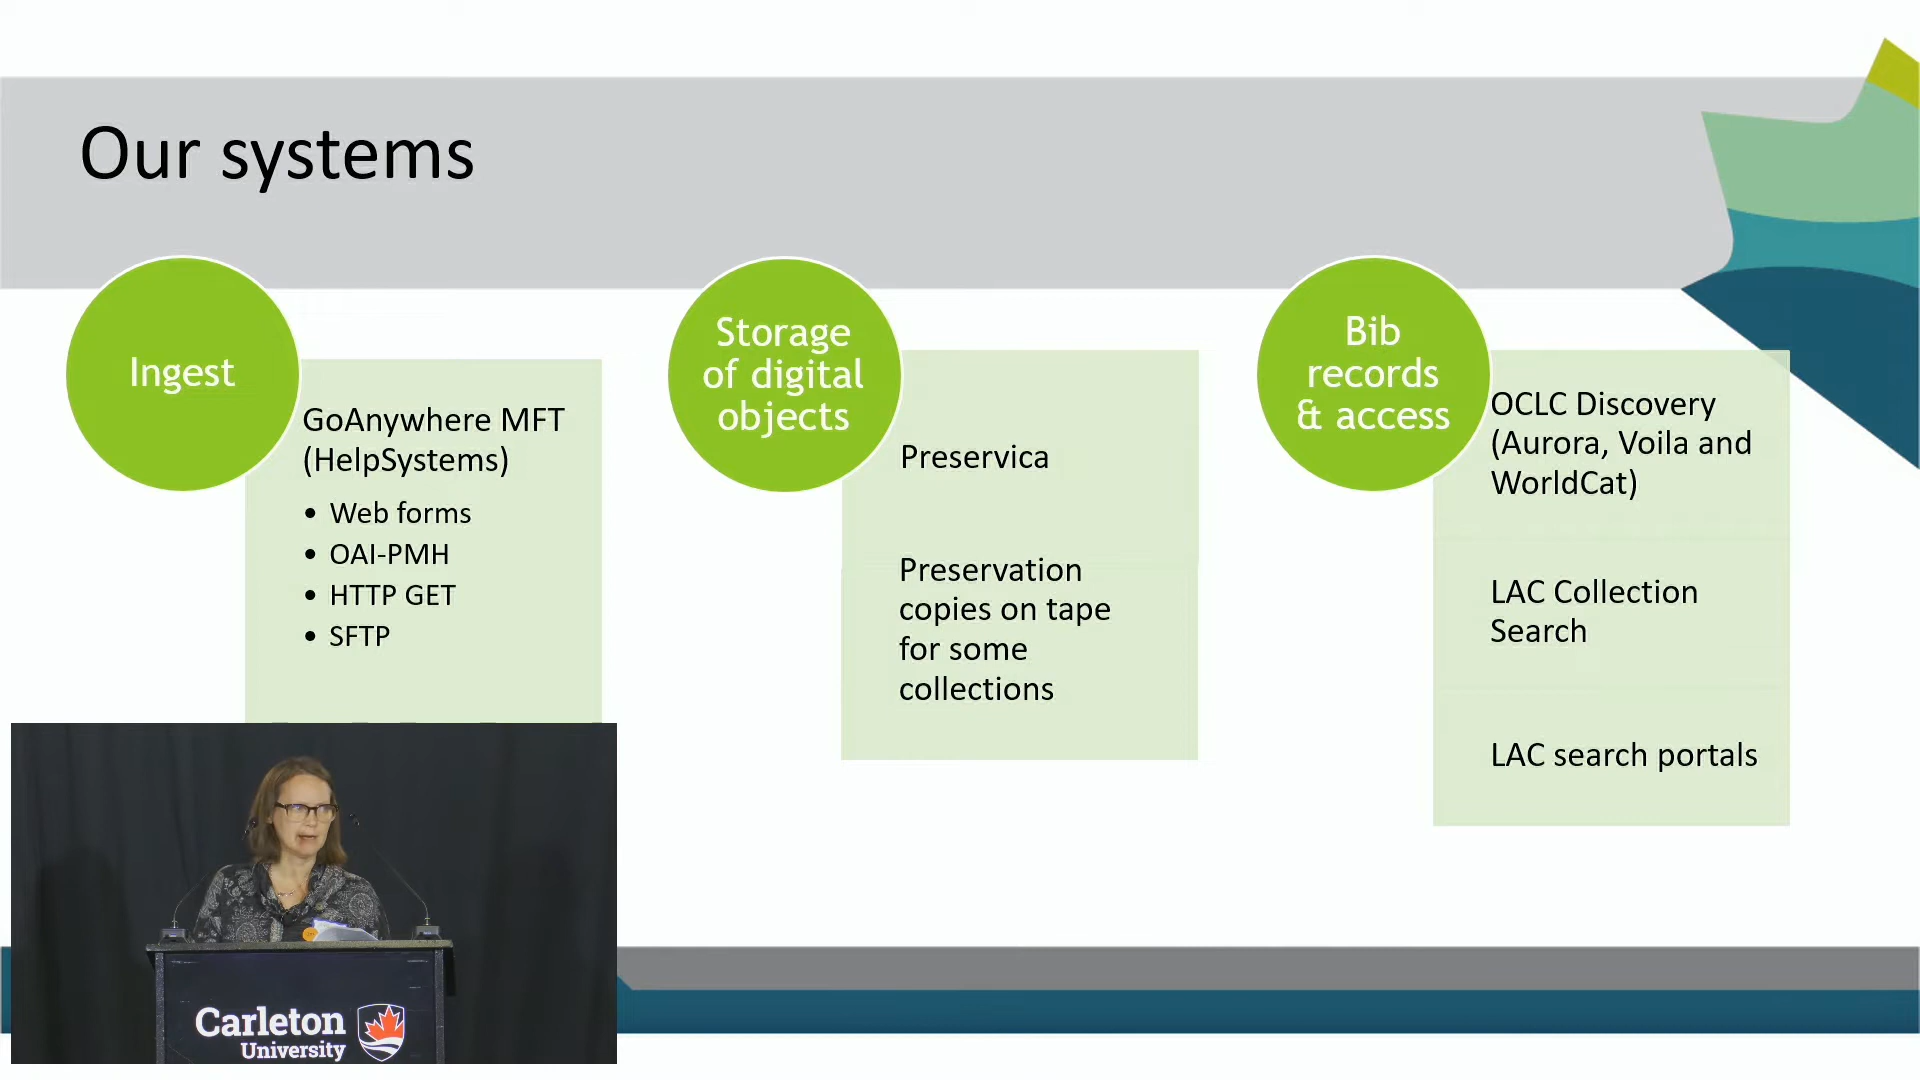 Our systems
Ingest
GoAnywhere MFT
(HelpSystems)
• Web forms
• OAI-PMH
• HTTP GET
• SFTP
Storage
of digital
objects
Preservica
Preservation
copies on tape
for some
collections
Bib
records
& access
OCLC Discovery
(Aurora, Voila and
WorldCat)
LAC Collection
Search
LAC search portals
Carleton
University